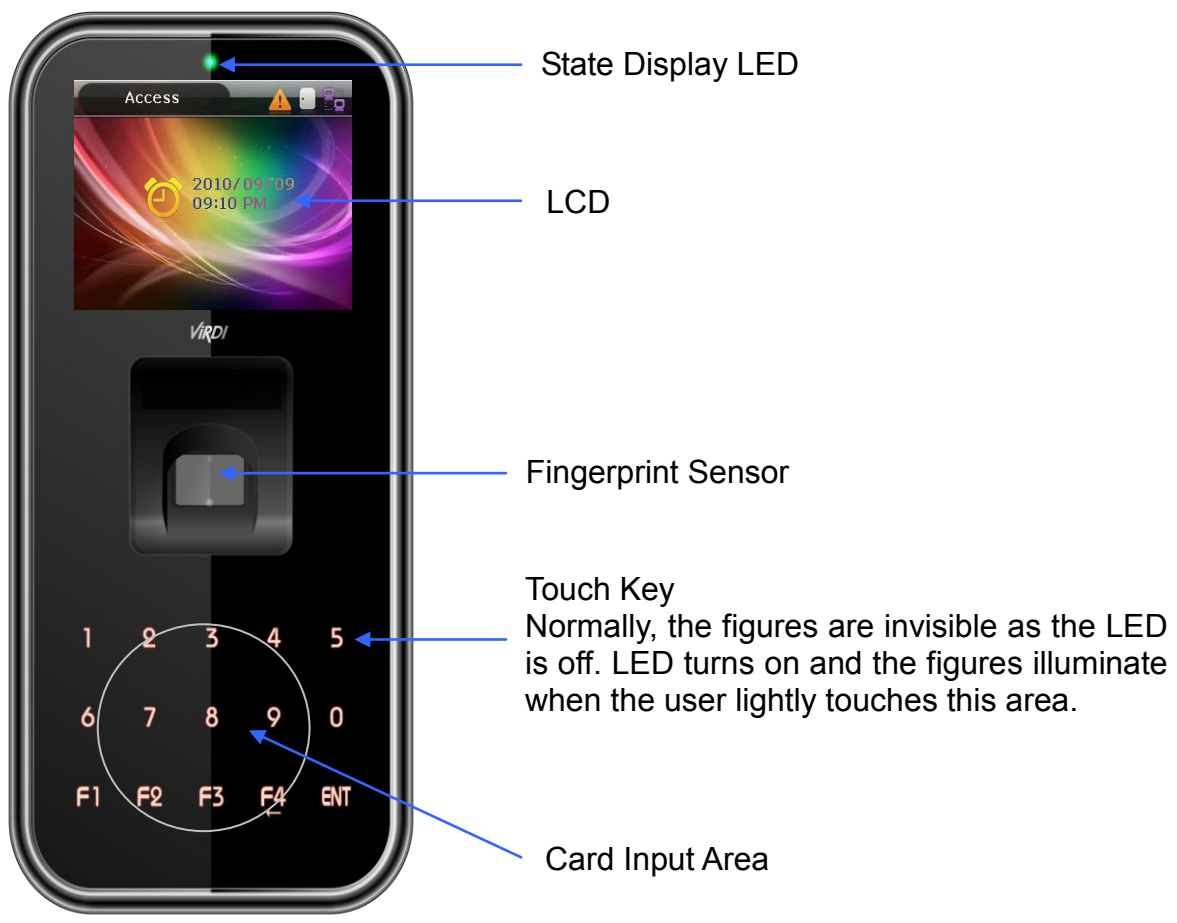 State Display LED
Access
2010/09/09
09:10 PM
LCD
ViRDI
Fingerprint Sensor
Touch Key
Normally, the figures are invisible as the LED
is off. LED turns on and the figures illuminate
when the user lightly touches this area.
1 2 3 4 5
6 7 8 9 0
F1 F2 F3 F4 ENT
←
Card Input Area